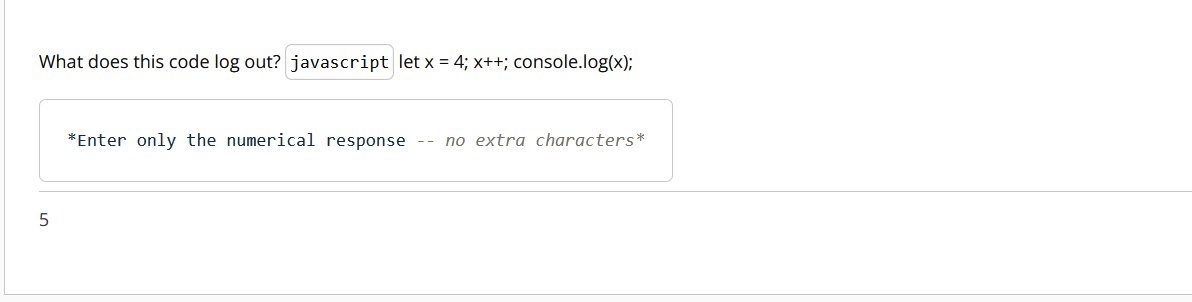 What does this code log out? javascript let x = 4; x++; console.log(x);
*Enter only the numerical response -- no extra characters*
5